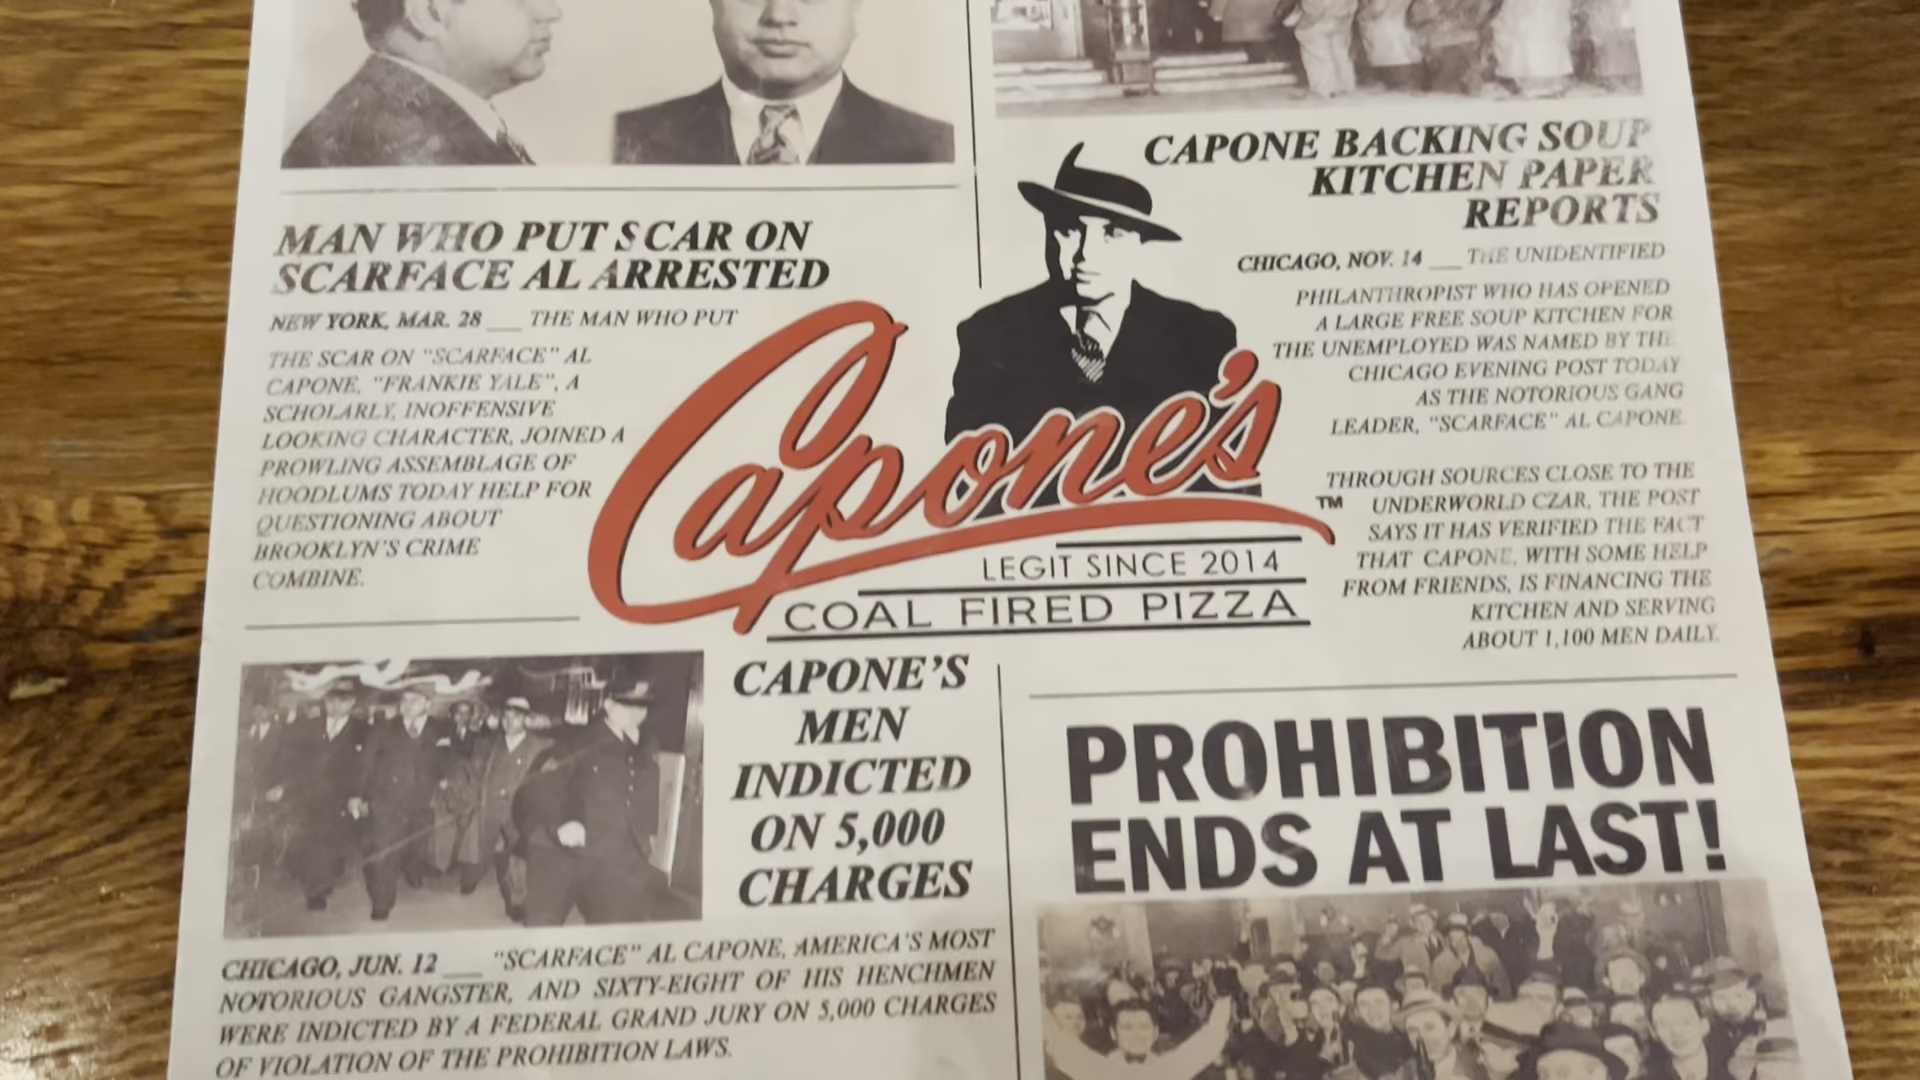 MAN WHO PUT SCAR ON
SCARFACE AL ARRESTED
NEW YORK, MAR. 28 __ THE MAN WHO PUT
THE SCAR ON "SCARFACE" AL
CAPONE, "FRANKIE YALE", A
SCHOLARLY, INOFFENSIVE
LOOKING CHARACTER, JOINED A
PROWLING ASSEMBLAGE OF
HOODLUMS TODAY HELP FOR
QUESTIONING ABOUT
BROOKLYN'S CRIME
COMBINE.
CAPONE BACKING SOUP
KITCHEN PAPER
REPORTS
CHICAGO, NOV. 14 __ THE UNIDENTIFIED
PHILANTHROPIST WHO HAS OPENED
A LARGE FREE SOUP KITCHEN FOR
THE UNEMPLOYED WAS NAMED BY THE
CHICAGO EVENING POST TODAY
AS THE NOTORIOUS GANG
LEADER, "SCARFACE" AL CAPONE.
THROUGH SOURCES CLOSE TO THE
UNDERWORLD CZAR, THE POST
SAYS IT HAS VERIFIED THE FACT
THAT CAPONE, WITH SOME HELP
FROM FRIENDS, IS FINANCING THE
KITCHEN AND SERVING
ABOUT 1,100 MEN DAILY.
Capone's
TM
LEGIT SINCE 2014
COAL FIRED PIZZA
CAPONE'S
MEN
INDICTED
ON 5,000
CHARGES
CHICAGO, JUN. 12 __ "SCARFACE" AL CAPONE, AMERICA'S MOST
NOTORIOUS GANGSTER, AND SIXTY-EIGHT OF HIS HENCHMEN
WERE INDICTED BY A FEDERAL GRAND JURY ON 5,000 CHARGES
OF VIOLATION OF THE PROHIBITION LAWS.
PROHIBITION
ENDS AT LAST!